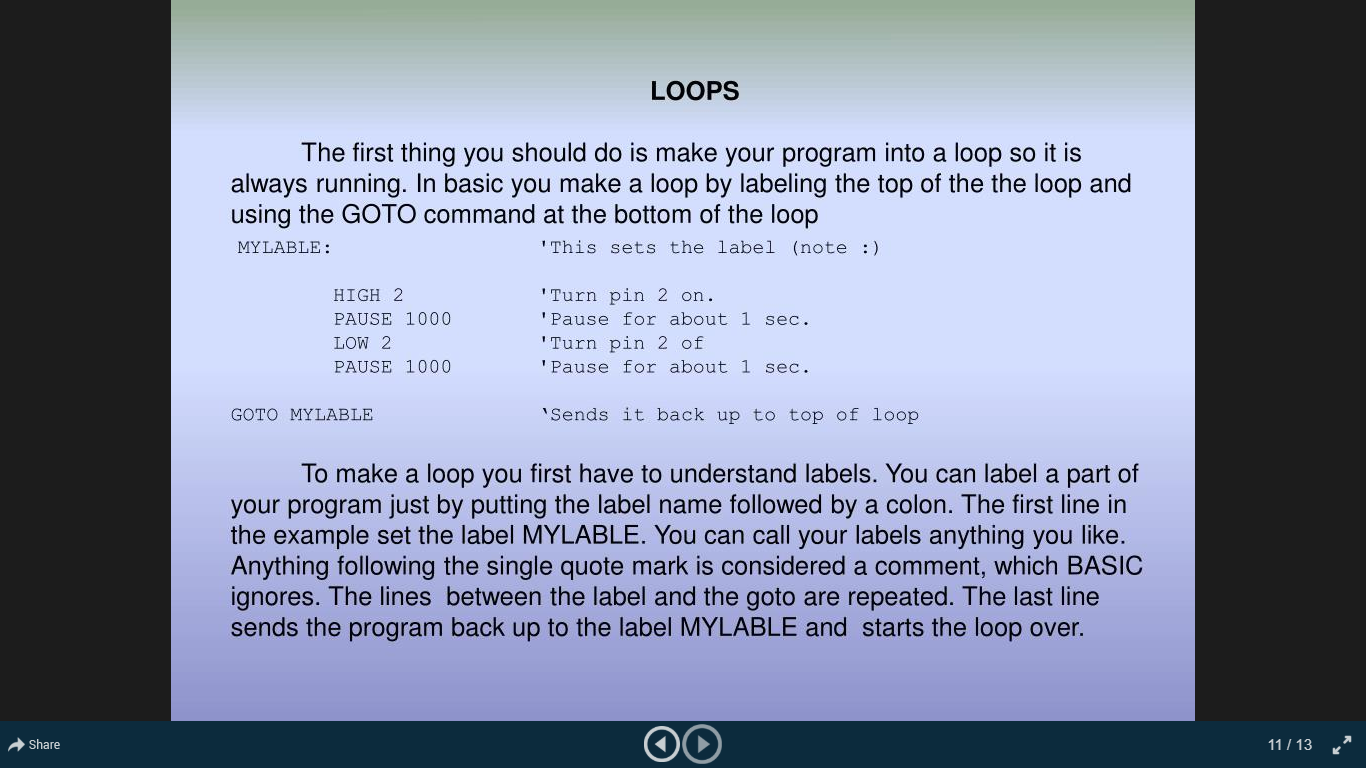 LOOPS
The first thing you should do is make your program into a loop so it is
always running. In basic you make a loop by labeling the top of the the loop and
using the GOTO command at the bottom of the loop
MYLABLE: 'This sets the label (note :)
HIGH 2 'Turn pin 2 on.
PAUSE 1000 'Pause for about 1 sec.
LOW 2 'Turn pin 2 of
PAUSE 1000 'Pause for about 1 sec.
GOTO MYLABLE ‘Sends it back up to top of loop
To make a loop you first have to understand labels. You can label a part of
your program just by putting the label name followed by a colon. The first line in
the example set the label MYLABLE. You can call your labels anything you like.
Anything following the single quote mark is considered a comment, which BASIC
ignores. The lines  between the label and the goto are repeated. The last line
sends the program back up to the label MYLABLE and  starts the loop over.
Share
11 / 13